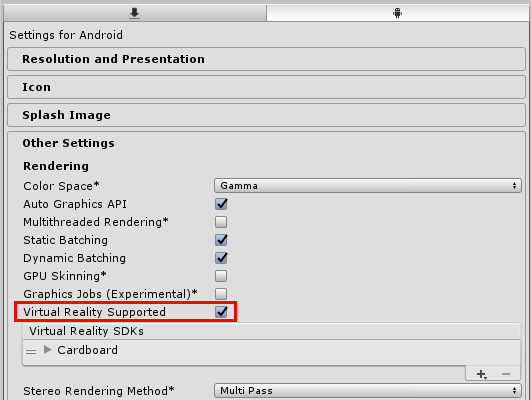 Settings for Android
Resolution and Presentation
Icon
Splash Image
Other Settings
Rendering
Color Space* Gamma
Auto Graphics API
Multithreaded Rendering*
Static Batching
Dynamic Batching
GPU Skinning*
Graphics Jobs (Experimental)*
Virtual Reality Supported
Virtual Reality SDKs
Cardboard
Stereo Rendering Method* Multi Pass